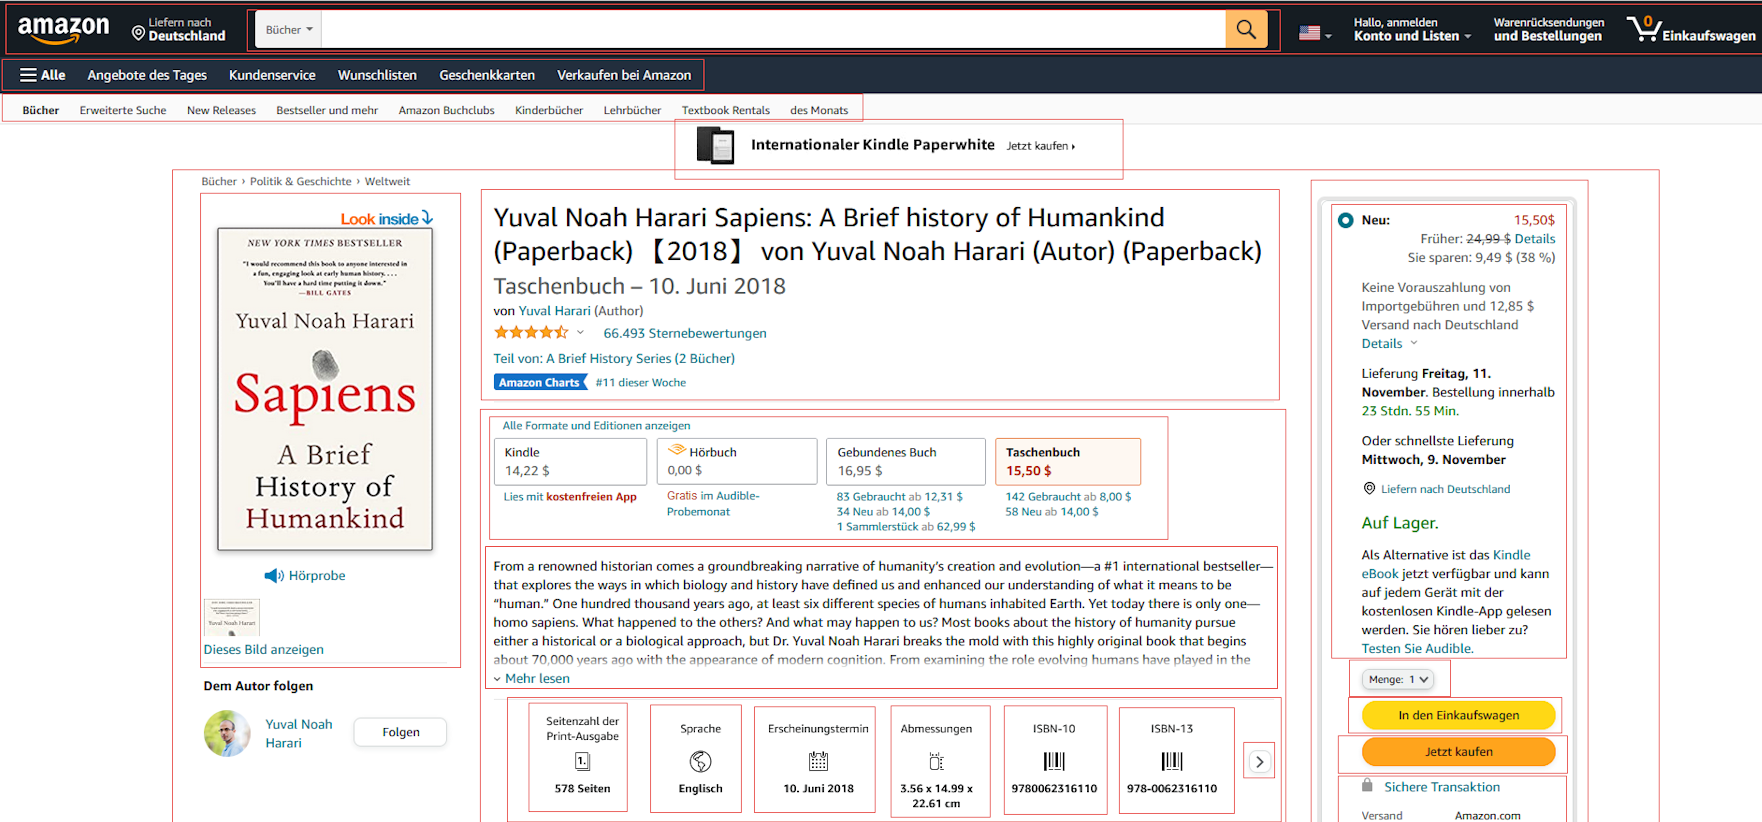 amazon
Liefern nach
Deutschland
Bücher
Hallo, anmelden
Konto und Listen
Warenrücksendungen
und Bestellungen
0
Einkaufswagen
Alle
Angebote des Tages
Kundenservice
Wunschlisten
Geschenkkarten
Verkaufen bei Amazon
Bücher
Erweiterte Suche
New Releases
Bestseller und mehr
Amazon Buchclubs
Kinderbücher
Lehrbücher
Textbook Rentals
des Monats
Internationaler Kindle Paperwhite Jetzt kaufen ▸
Bücher › Politik & Geschichte › Weltweit
Look inside
NEW YORK TIMES BESTSELLER
"I would recommend this book to anyone interested in
a fun, engaging look at early human history. . . .
You'll have a hard time putting it down."
—BILL GATES
Yuval Noah Harari
Sapiens
A Brief
History of
Humankind
Hörprobe
Yuval Noah Harari
Dieses Bild anzeigen
Dem Autor folgen
Yuval Noah
Harari
Folgen
Yuval Noah Harari Sapiens: A Brief history of Humankind
(Paperback) 【2018】 von Yuval Noah Harari (Autor) (Paperback)
Taschenbuch – 10. Juni 2018
von Yuval Harari (Author)
66.493 Sternebewertungen
Teil von: A Brief History Series (2 Bücher)
Amazon Charts #11 dieser Woche
Alle Formate und Editionen anzeigen
Kindle
14,22 $
Lies mit kostenfreien App
Hörbuch
0,00 $
Gratis im Audible-
Probemonat
Gebundenes Buch
16,95 $
83 Gebraucht ab 12,31 $
34 Neu ab 14,00 $
1 Sammlerstück ab 62,99 $
Taschenbuch
15,50 $
142 Gebraucht ab 8,00 $
58 Neu ab 14,00 $
From a renowned historian comes a groundbreaking narrative of humanity's creation and evolution—a #1 international bestseller—
that explores the ways in which biology and history have defined us and enhanced our understanding of what it means to be
“human.” One hundred thousand years ago, at least six different species of humans inhabited Earth. Yet today there is only one—
homo sapiens. What happened to the others? And what may happen to us? Most books about the history of humanity pursue
either a historical or a biological approach, but Dr. Yuval Noah Harari breaks the mold with this highly original book that begins
about 70,000 years ago with the appearance of modern cognition. From examining the role evolving humans have played in the
Mehr lesen
Seitenzahl der
Print-Ausgabe
1.
578 Seiten
Sprache
Englisch
Erscheinungstermin
10. Juni 2018
Abmessungen
3.56 x 14.99 x
22.61 cm
ISBN-10
9780062316110
ISBN-13
978-0062316110
Neu: 15,50$
Früher: 24,99 $ Details
Sie sparen: 9,49 $ (38 %)
Keine Vorauszahlung von
Importgebühren und 12,85 $
Versand nach Deutschland
Details
Lieferung Freitag, 11.
November. Bestellung innerhalb
23 Stdn. 55 Min.
Oder schnellste Lieferung
Mittwoch, 9. November
Liefern nach Deutschland
Auf Lager.
Als Alternative ist das Kindle
eBook jetzt verfügbar und kann
auf jedem Gerät mit der
kostenlosen Kindle-App gelesen
werden. Sie hören lieber zu?
Testen Sie Audible.
Menge: 1
In den Einkaufswagen
Jetzt kaufen
Sichere Transaktion
Versand Amazon.com